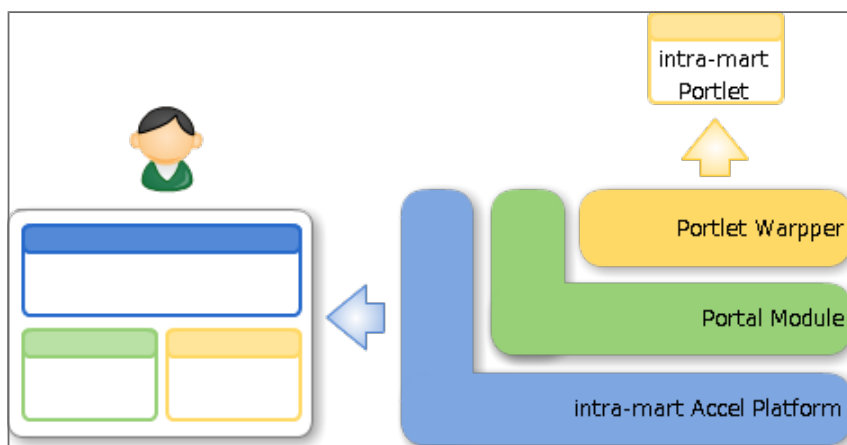 intra-mart
Portlet
Portlet Warpper
Portal Module
intra-mart Accel Platform